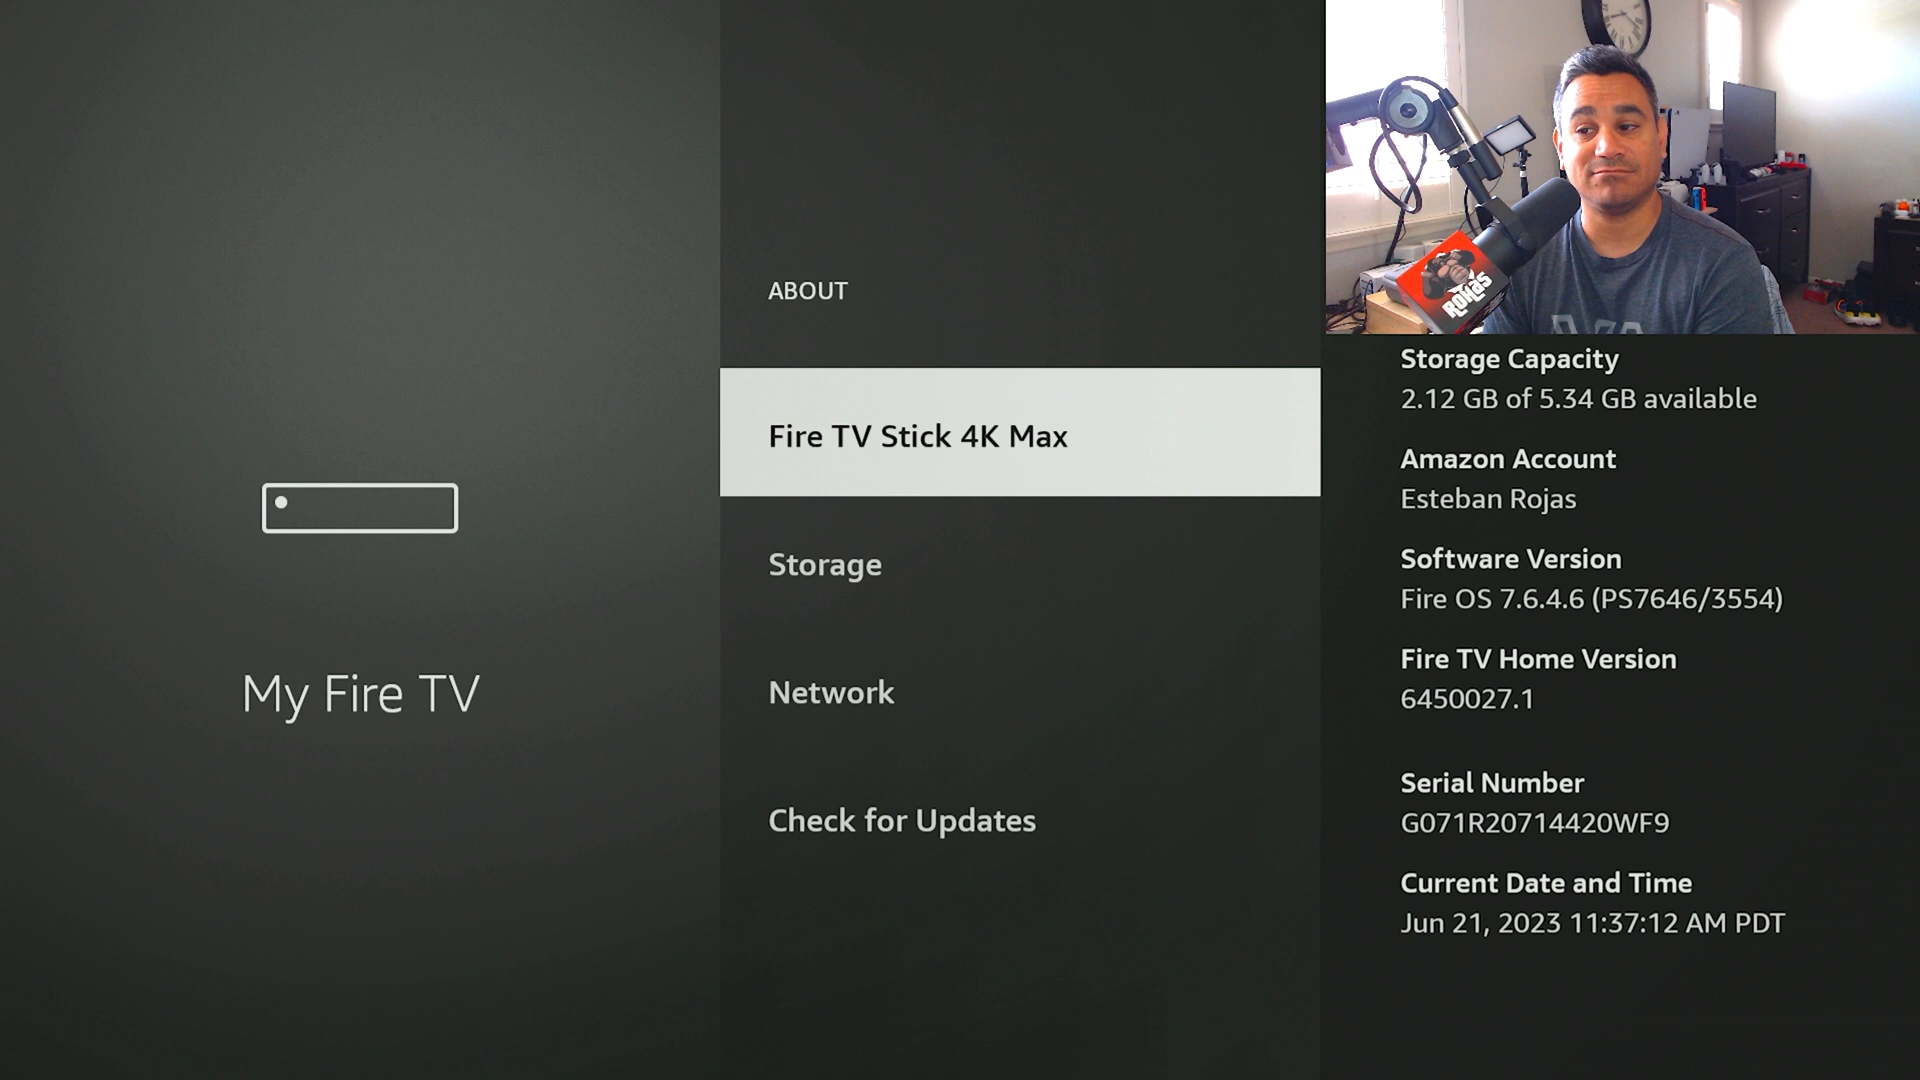 My Fire TV
ABOUT
Fire TV Stick 4K Max
Storage
Network
Check for Updates
ROJAS
Storage Capacity
2.12 GB of 5.34 GB available
Amazon Account
Esteban Rojas
Software Version
Fire OS 7.6.4.6 (PS7646/3554)
Fire TV Home Version
6450027.1
Serial Number
G071R20714420WF9
Current Date and Time
Jun 21, 2023 11:37:12 AM PDT